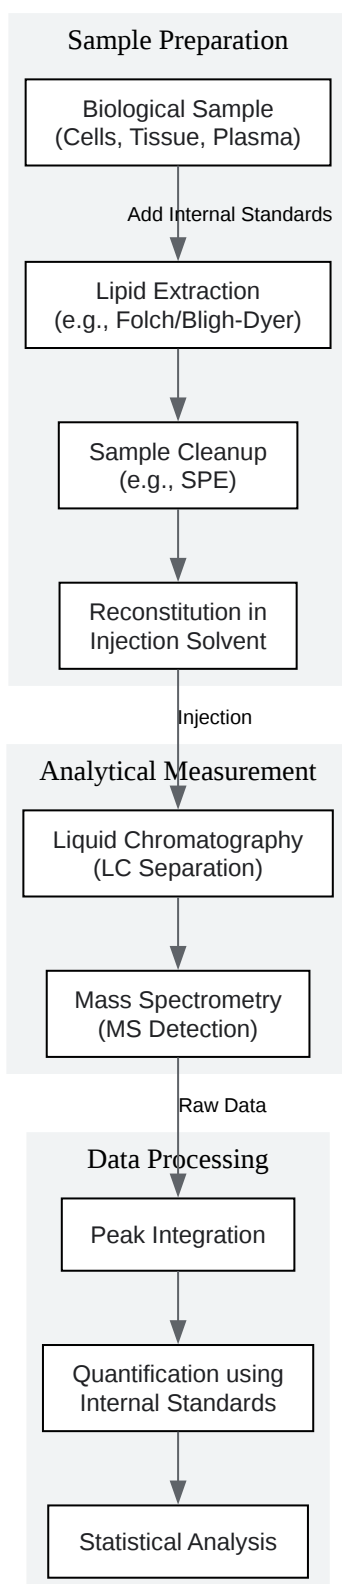 Sample Preparation
Biological Sample
(Cells, Tissue, Plasma)
Add Internal Standards
Lipid Extraction
(e.g., Folch/Bligh-Dyer)
Sample Cleanup
(e.g., SPE)
Reconstitution in
Injection Solvent
Injection
Analytical Measurement
Liquid Chromatography
(LC Separation)
Mass Spectrometry
(MS Detection)
Raw Data
Data Processing
Peak Integration
Quantification using
Internal Standards
Statistical Analysis